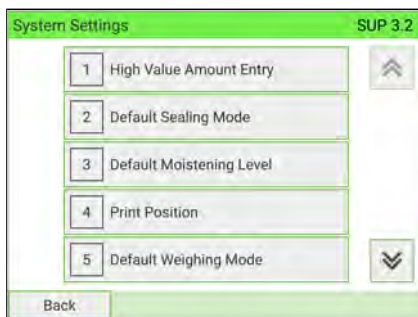 System Settings SUP 3.2
1 High Value Amount Entry
2 Default Sealing Mode
3 Default Moistening Level
4 Print Position
5 Default Weighing Mode
Back